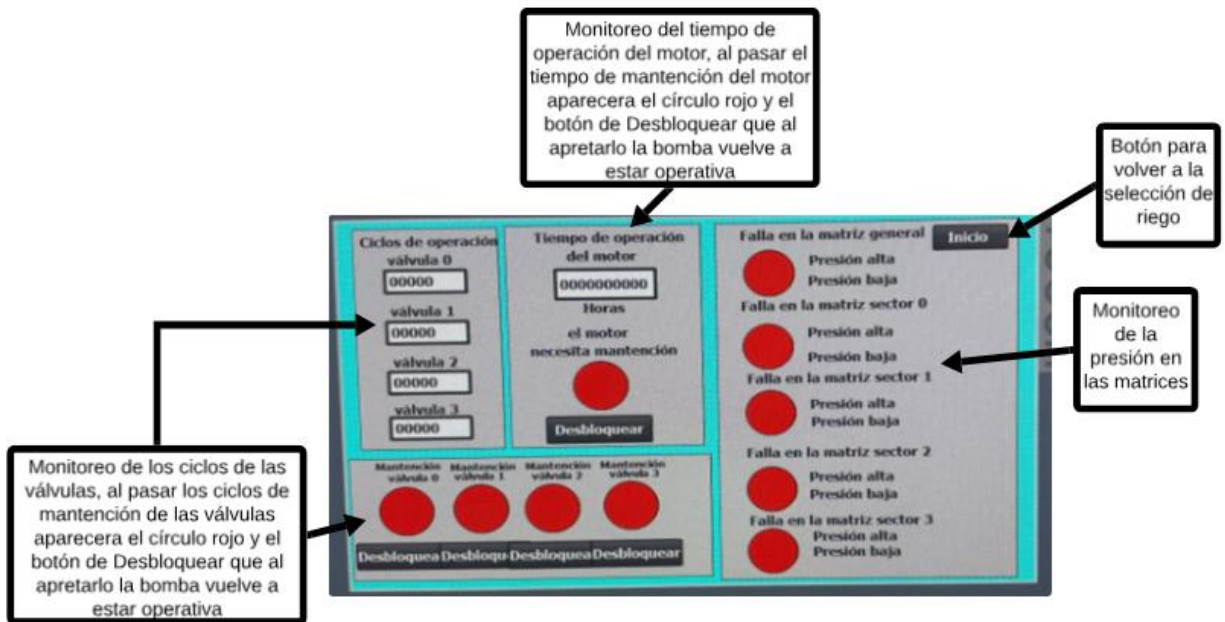 Monitoreo del tiempo de
operación del motor, al pasar el
tiempo de mantención del motor
aparecera el círculo rojo y el
botón de Desbloquear que al
apretarlo la bomba vuelve a
estar operativa
Botón para
volver a la
selección de
riego
Ciclos de operación
válvula 0
00000
válvula 1
00000
válvula 2
00000
válvula 3
00000
Tiempo de operación
del motor
0000000000
Horas
el motor
necesita mantención
Desbloquear
Falla en la matriz general
Inicio
Presión alta
Presión baja
Falla en la matriz sector 0
Presión alta
Presión baja
Falla en la matriz sector 1
Presión alta
Presión baja
Falla en la matriz sector 2
Presión alta
Presión baja
Falla en la matriz sector 3
Presión alta
Presión baja
Monitoreo
de la
presión en
las matrices
Mantención
válvula 0
Mantención
válvula 1
Mantención
válvula 2
Mantención
válvula 3
Desbloquea
Desbloqu
Desbloquea
Desbloquear
Monitoreo de los ciclos de las
válvulas, al pasar los ciclos de
mantención de las válvulas
aparecera el círculo rojo y el
botón de Desbloquear que al
apretarlo la bomba vuelve a
estar operativa